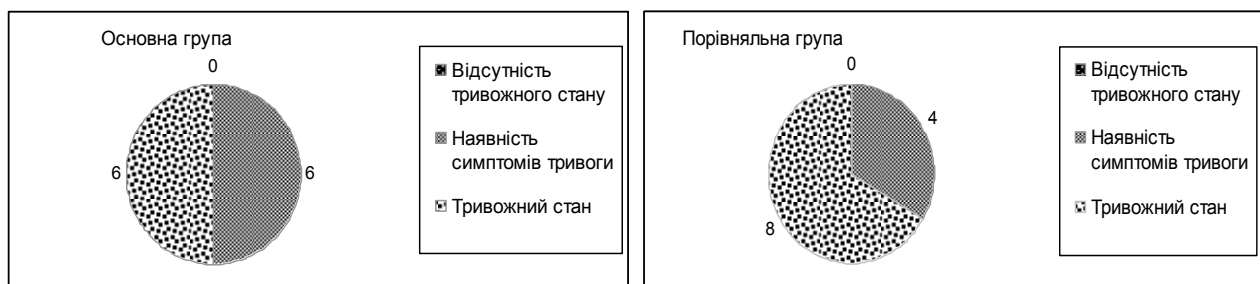 Основна група
0
6
6
Відсутність
тривожного стану
Наявність
симптомів тривоги
Тривожний стан
Порівняльна група
0
4
8
Відсутність
тривожного стану
Наявність
симптомів тривоги
Тривожний стан